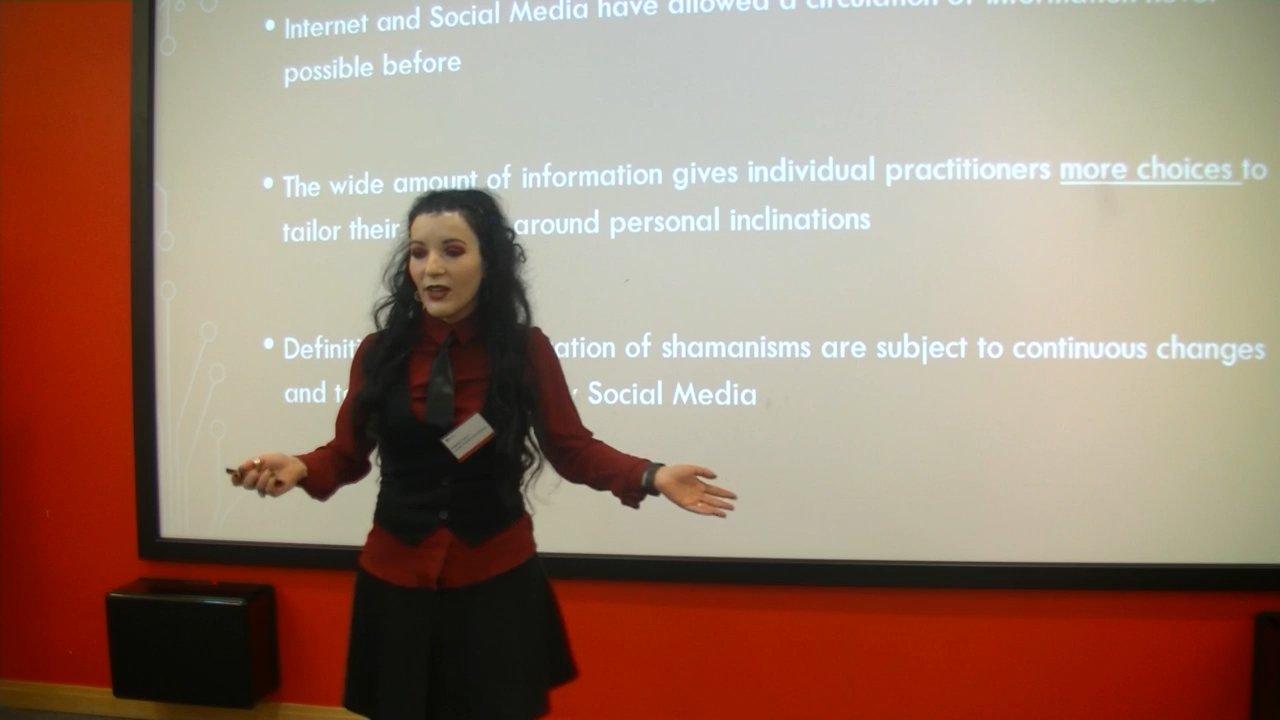 • Internet and Social Media have allowed a circulation of information never
possible before
• The wide amount of information gives individual practitioners more choices to
tailor their around personal inclinations
• Definiti ation of shamanisms are subject to continuous changes
and Social Media